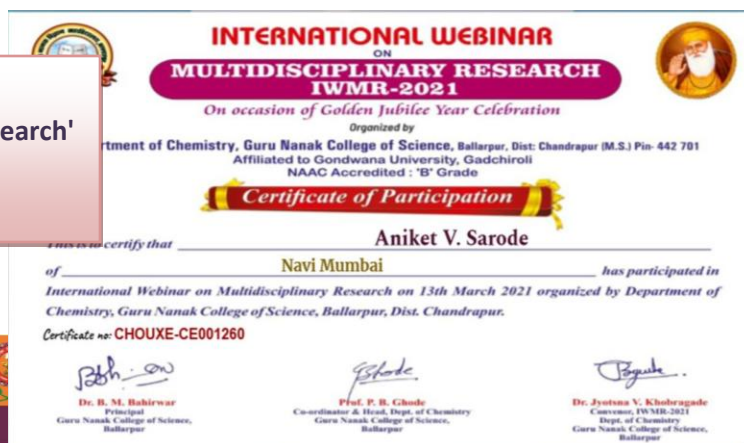 INTERNATIONAL WEBINAR
ON
MULTIDISCIPLINARY RESEARCH
IWMR-2021
earch'
On occasion of Golden Jubilee Year Celebration
Organized by
rtment of Chemistry, Guru Nanak College of Science, Ballarpur, Dist: Chandrapur (M.S.) Pin- 442 701
Affiliated to Gondwana University, Gadchiroli
NAAC Accredited : 'B' Grade
Certificate of Participation
This is to certify that Aniket V. Sarode
of Navi Mumbai has participated in
International Webinar on Multidisciplinary Research on 13th March 2021 organized by Department of
Chemistry, Guru Nanak College of Science, Ballarpur, Dist. Chandrapur.
Certificate no: CHOUXE-CE001260
Dr. B. M. Bahirwar
Principal
Guru Nanak College of Science,
Ballarpur
Prof. P. B. Ghode
Co-ordinator & Head, Dept. of Chemistry
Guru Nanak College of Science,
Ballarpur
Dr. Jyotsna V. Khobragade
Convenor, IWMR-2021
Dept. of Chemistry
Guru Nanak College of Science,
Ballarpur